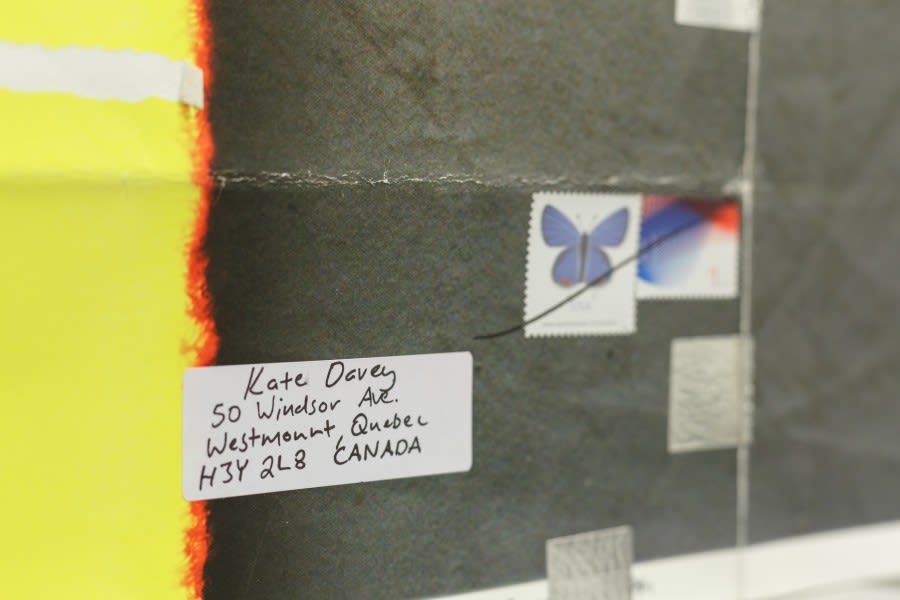 Kate Davey
50 Windsor Ave.
Westmount, Quebec
H3Y 2L8 CANADA